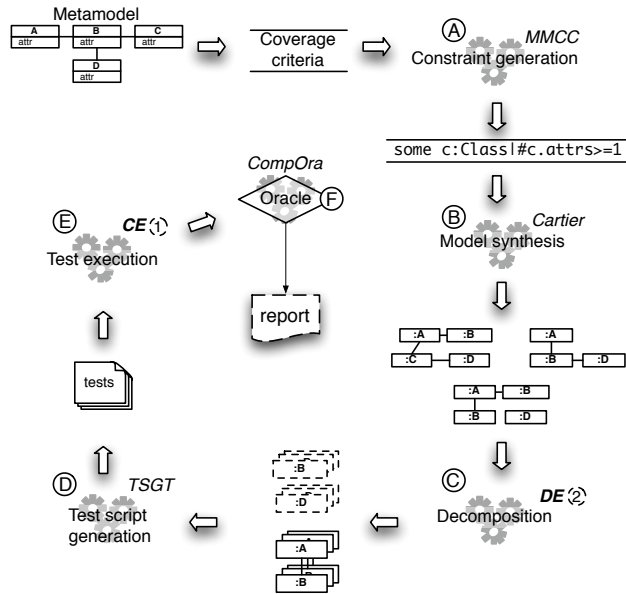 Metamodel
A
B
C
attr
attr
attr
D
attr
Coverage
criteria
A
MMCC
Constraint generation
some c:Class|#c.attrs>=1
CompOra
Oracle
F
E
CE 1
Test execution
B
Cartier
Model synthesis
report
:A
:B
:A
:C
:D
:B
:D
tests
:A
:B
:B
:D
:B
D
TSGT
C
DE 2
:D
Test script
generation
Decomposition
:A
:B